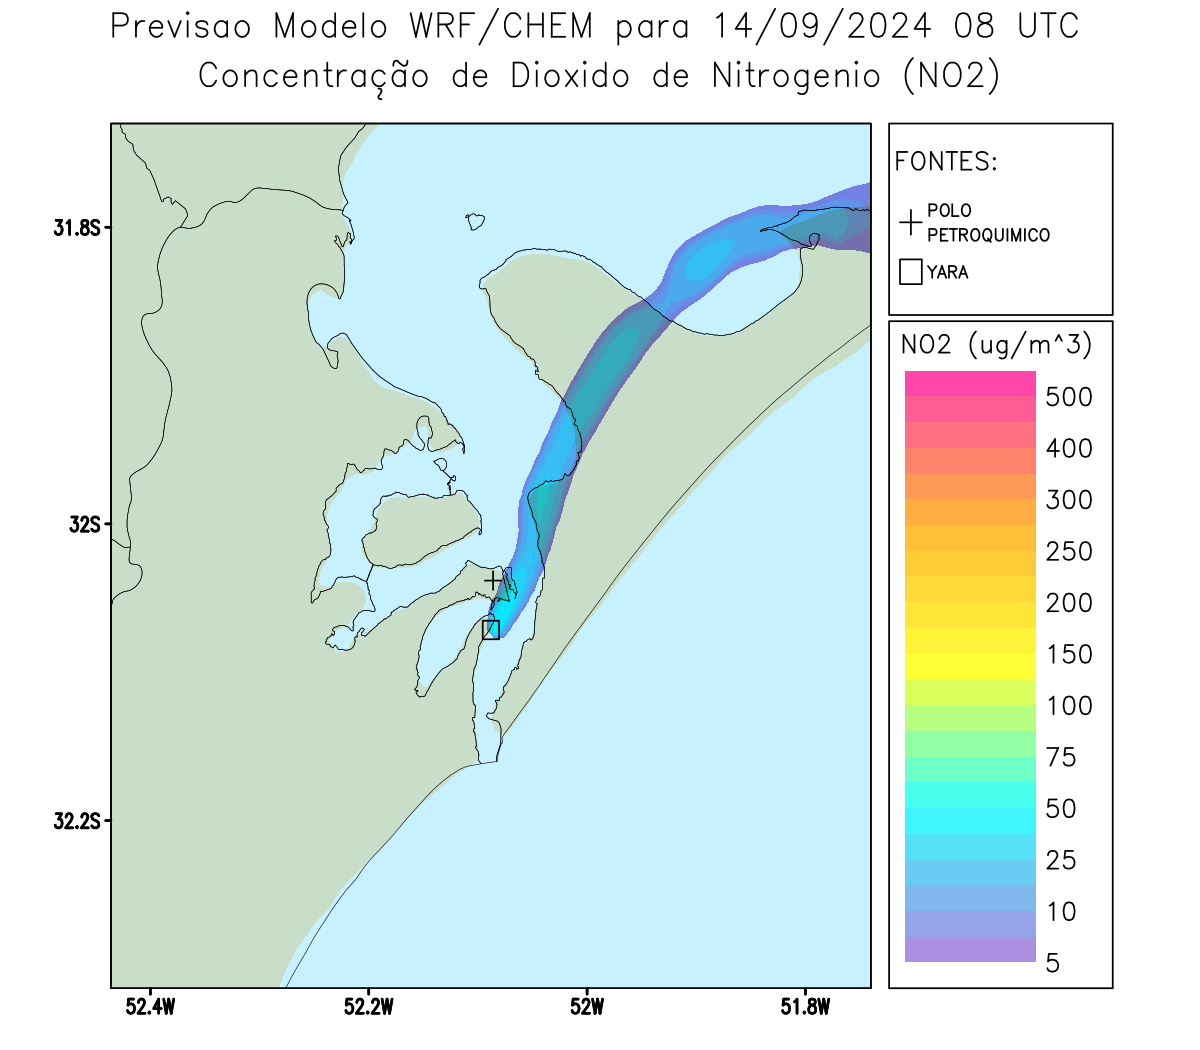 Previsao Modelo WRF/CHEM para 14/09/2024 08 UTC
Concentração de Dioxido de Nitrogenio (NO2)
FONTES:
POLO
PETROQUIMICO
YARA
NO2 (ug/m^3)
500
400
300
250
200
150
100
75
50
25
10
5
31.8S
32S
32.2S
52.4W
52.2W
52W
51.8W